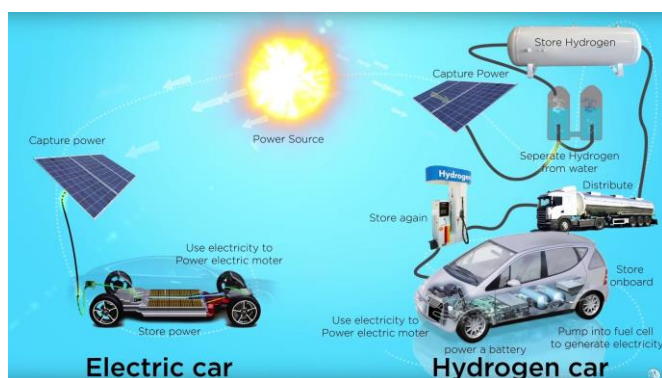 Store Hydrogen
Capture Power
Power Source
Capture power
Seperate Hydrogen
from water
Hydrogen
Distribute
Store again
Use electricity to
Power electric moter
Store
onboard
Store power
Use electricity to
Power electric moter
Pump into fuel cell
to generate electricity
power a battery
Electric car
Hydrogen car